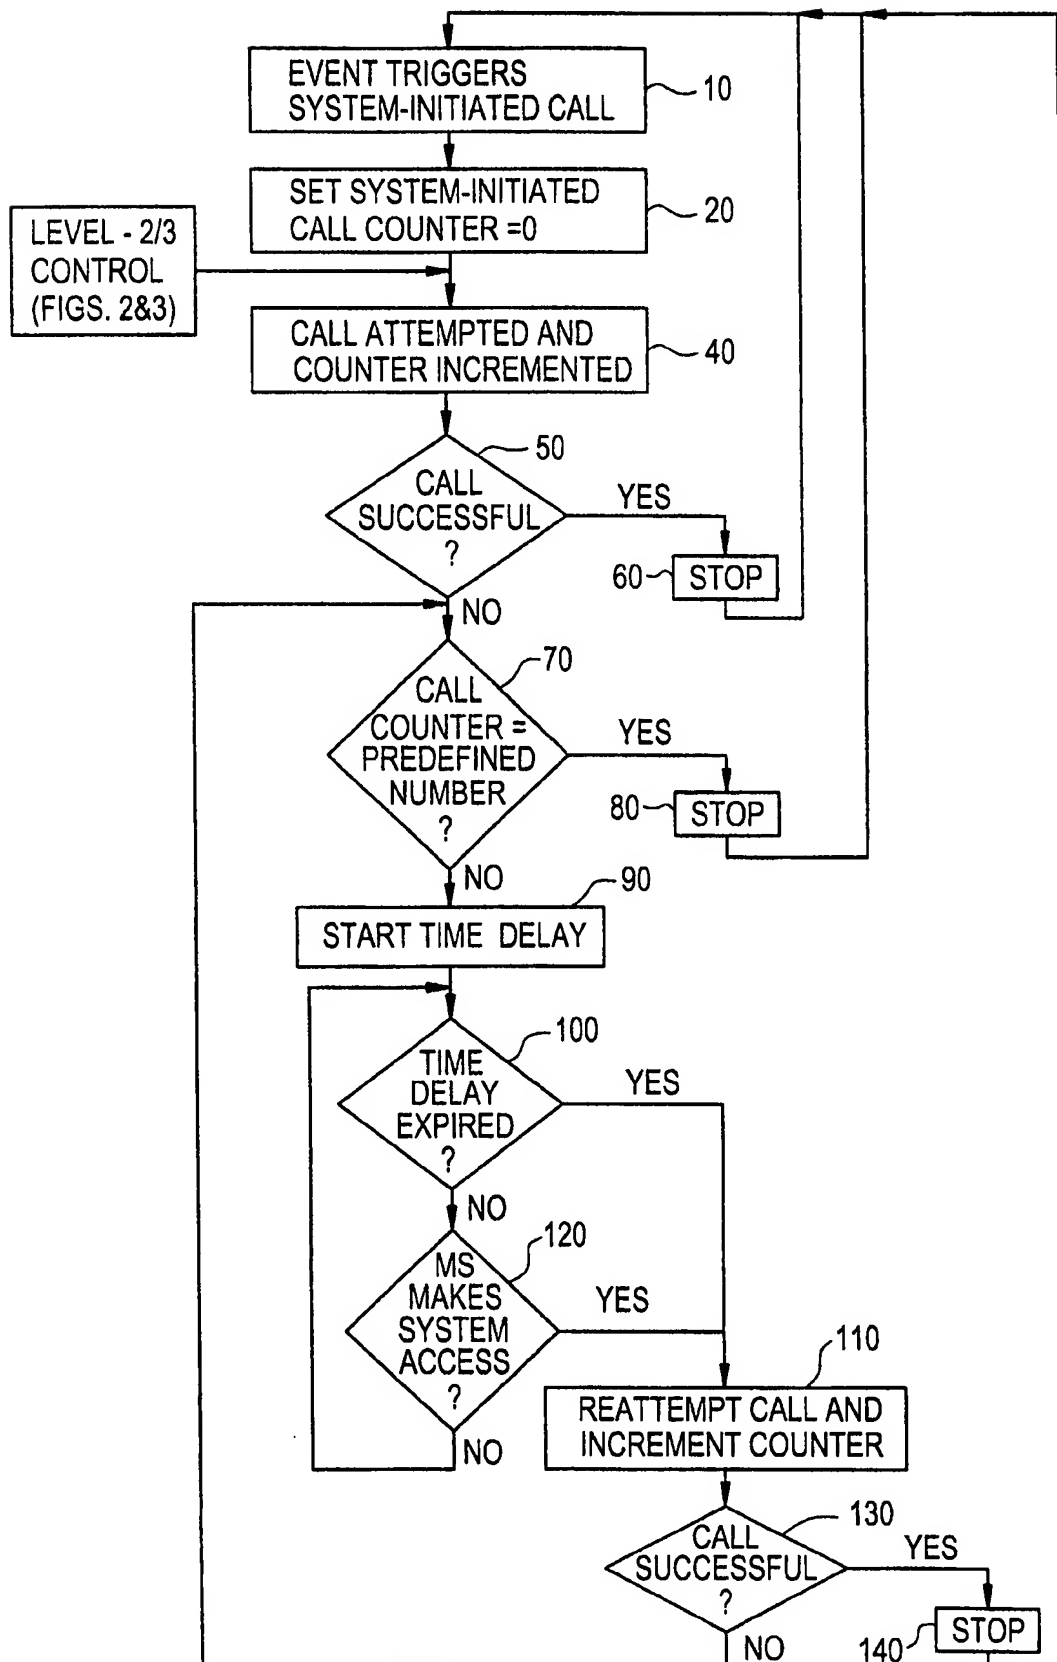 EVENT TRIGGERS
SYSTEM-INITIATED CALL
10
SET SYSTEM-INITIATED
CALL COUNTER =0
20
LEVEL - 2/3
CONTROL
(FIGS. 2&3)
CALL ATTEMPTED AND
COUNTER INCREMENTED
40
50
CALL
SUCCESSFUL
?
YES
60
STOP
NO
70
CALL
COUNTER =
PREDEFINED
NUMBER
?
YES
80
STOP
NO
90
START TIME DELAY
100
TIME
DELAY
EXPIRED
?
YES
NO
120
MS
MAKES
SYSTEM
ACCESS
?
YES
NO
110
REATTEMPT CALL AND
INCREMENT COUNTER
130
CALL
SUCCESSFUL
?
YES
STOP
140
NO